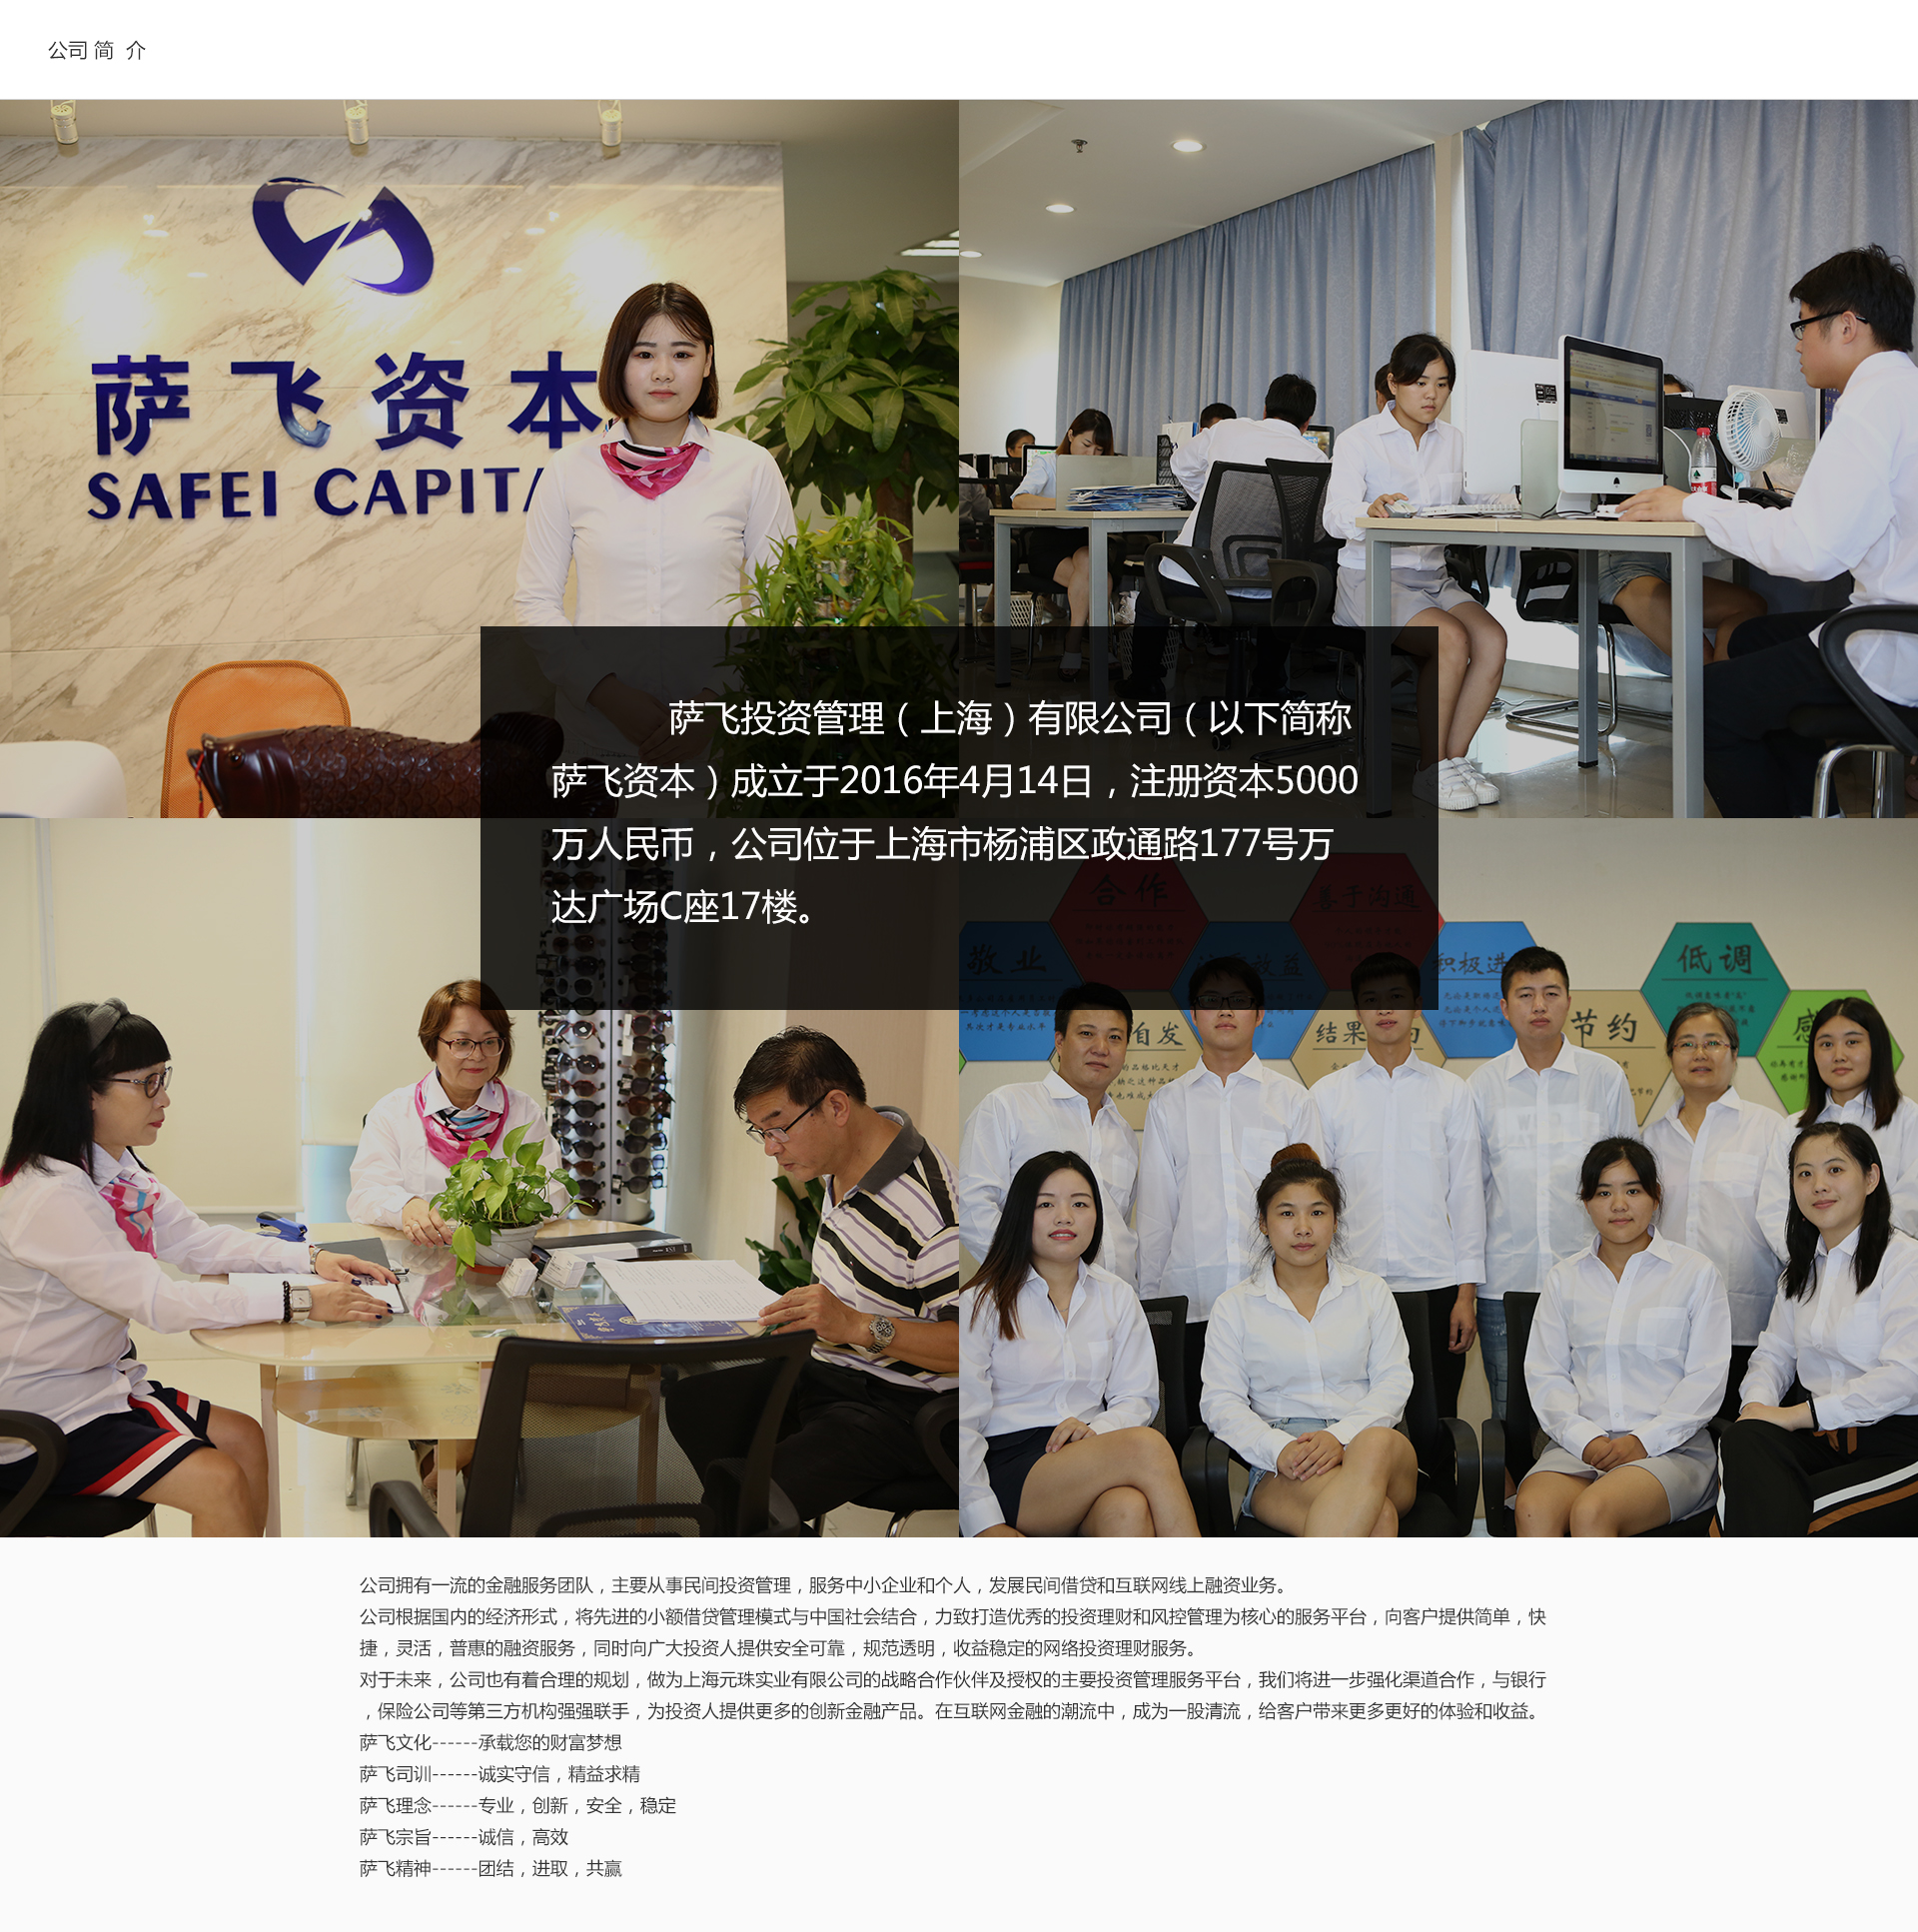 公司 简 介
萨飞资本
SAFEI CAPITA
萨飞投资管理（上海）有限公司（以下简称
萨飞资本）成立于2016年4月14日，注册资本5000
万人民币，公司位于上海市杨浦区政通路177号万
达广场C座17楼。
合作
善于沟通
敬业
效益
积极进
低调
自发
结果
节约
公司拥有一流的金融服务团队，主要从事民间投资管理，服务中小企业和个人，发展民间借贷和互联网线上融资业务。
公司根据国内的经济形式，将先进的小额借贷管理模式与中国社会结合，力致打造优秀的投资理财和风控管理为核心的服务平台，向客户提供简单，快
捷，灵活，普惠的融资服务，同时向广大投资人提供安全可靠，规范透明，收益稳定的网络投资理财服务。
对于未来，公司也有着合理的规划，做为上海元珠实业有限公司的战略合作伙伴及授权的主要投资管理服务平台，我们将进一步强化渠道合作，与银行
，保险公司等第三方机构强强联手，为投资人提供更多的创新金融产品。在互联网金融的潮流中，成为一股清流，给客户带来更多更好的体验和收益。
萨飞文化------承载您的财富梦想
萨飞司训------诚实守信，精益求精
萨飞理念------专业，创新，安全，稳定
萨飞宗旨------诚信，高效
萨飞精神------团结，进取，共赢